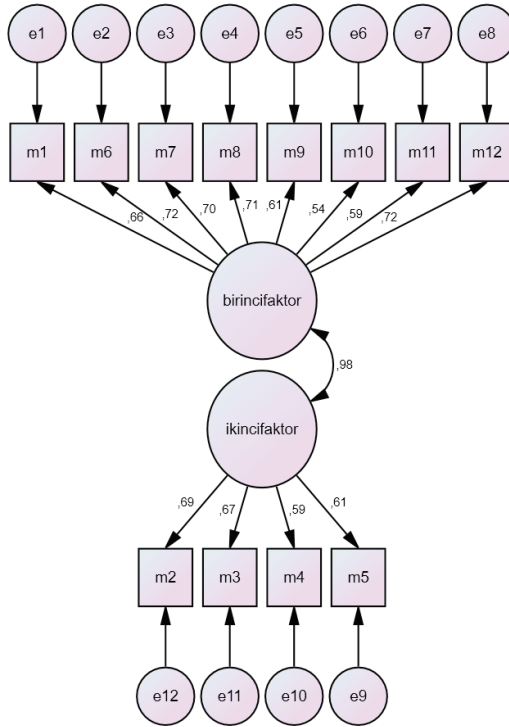 e1 e2 e3 e4 e5 e6 e7 e8
m1 m6 m7 m8 m9 m10 m11 m12
,66 ,72 ,70 ,71 ,61 ,54 ,59 ,72
birincifaktor
,98
ikincifaktor
,69 ,67 ,59 ,61
m2 m3 m4 m5
e12 e11 e10 e9